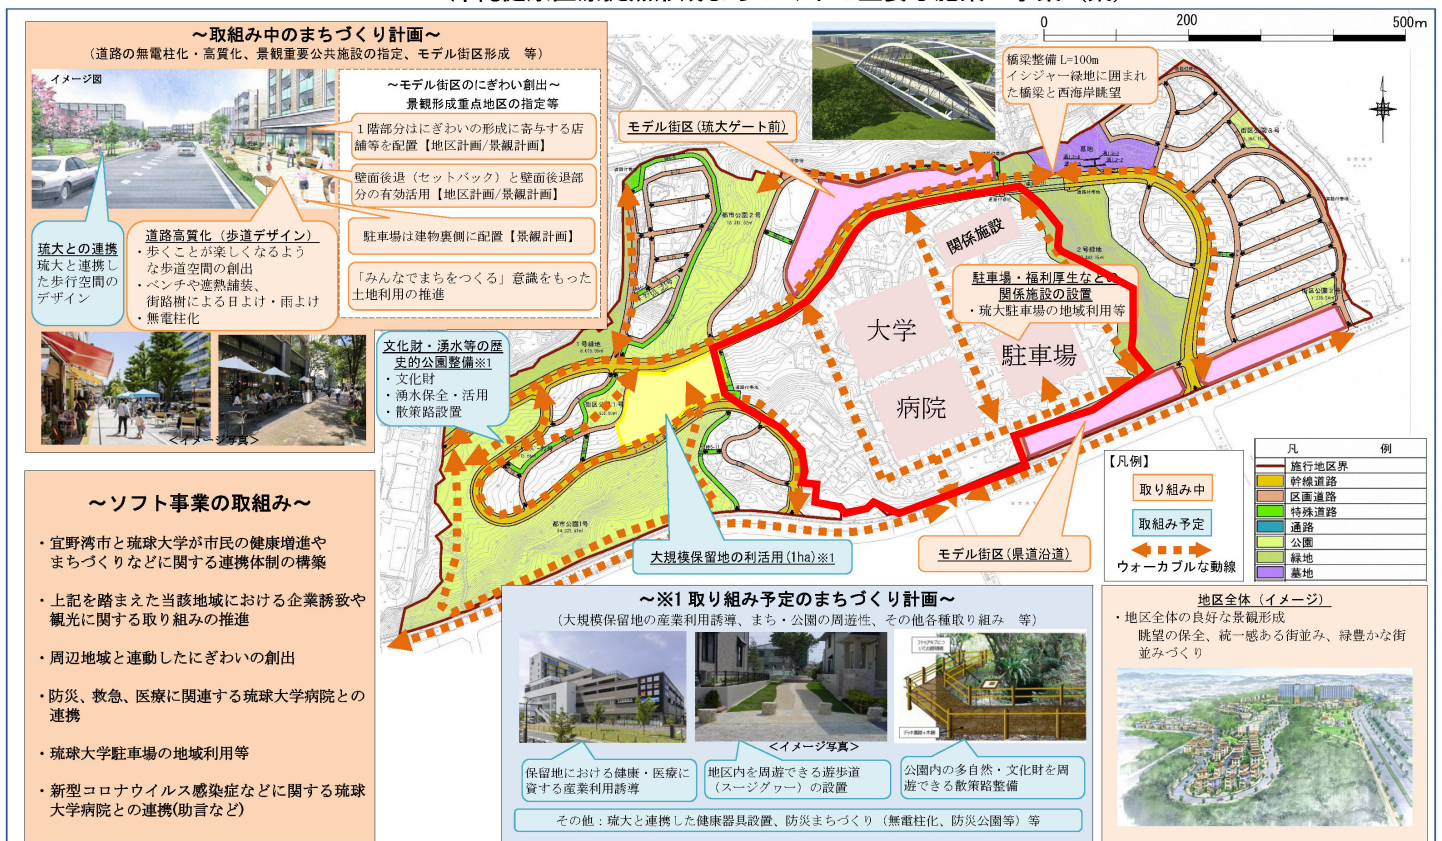 0
200
500m
～取組み中のまちづくり計画～
（道路の無電柱化・高質化、景観重要公共施設の指定、モデル街区形成　等）
イメージ図
～モデル街区のにぎわい創出～
景観形成重点地区の指定等
１階部分はにぎわいの形成に寄与する店
舗等を配置【地区計画/景観計画】
壁面後退（セットバック）と壁面後退部
分の有効活用【地区計画/景観計画】
駐車場は建物裏側に配置【景観計画】
「みんなでまちをつくる」意識をもった
土地利用の推進
琉大との連携
琉大と連携し
た歩行空間の
デザイン
道路高質化（歩道デザイン）
・歩くことが楽しくなるよう
な歩道空間の創出
・ベンチや遮熱舗装、
街路樹による日よけ・雨よけ
・無電柱化
＜イメージ写真＞
文化財・湧水等の歴
史的公園整備※1
・文化財
・湧水保全・活用
・散策路設置
モデル街区(琉大ゲート前)
橋梁整備 L=100m
イシジャー緑地に囲まれ
た橋梁と西海岸眺望
墓地
街区公園３号
都市公園２号
２号緑地
街区公園２号
１号緑地
街区公園１号
都市公園1号
関係施設
駐車場・福利厚生などの
関係施設の設置
・琉大駐車場の地域利用等
大学
駐車場
病院
大規模保留地の利活用(1ha)※1
モデル街区(県道沿道)
【凡例】
取り組み中
取組み予定
ウォーカブルな動線
凡　例
施行地区界
幹線道路
区画道路
特殊道路
通路
公園
緑地
墓地
～ソフト事業の取組み～
・宜野湾市と琉球大学が市民の健康増進や
まちづくりなどに関する連携体制の構築
・上記を踏まえた当該地域における企業誘致や
観光に関する取り組みの推進
・周辺地域と連動したにぎわいの創出
・防災、救急、医療に関連する琉球大学病院との
連携
・琉球大学駐車場の地域利用等
・新型コロナウイルス感染症などに関する琉球
大学病院との連携(助言など)
～※1 取り組み予定のまちづくり計画～
（大規模保留地の産業利用誘導、まち・公園の周遊性、その他各種取り組み　等）
＜イメージ写真＞
保留地における健康・医療に
資する産業利用誘導
地区内を周遊できる遊歩道
（スージグヮー）の設置
公園内の多自然・文化財を周
遊できる散策路整備
その他：琉大と連携した健康器具設置、防災まちづくり（無電柱化、防災公園等）等
地区全体（イメージ）
・地区全体の良好な景観形成
眺望の保全、統一感ある街並み、緑豊かな街
並みづくり